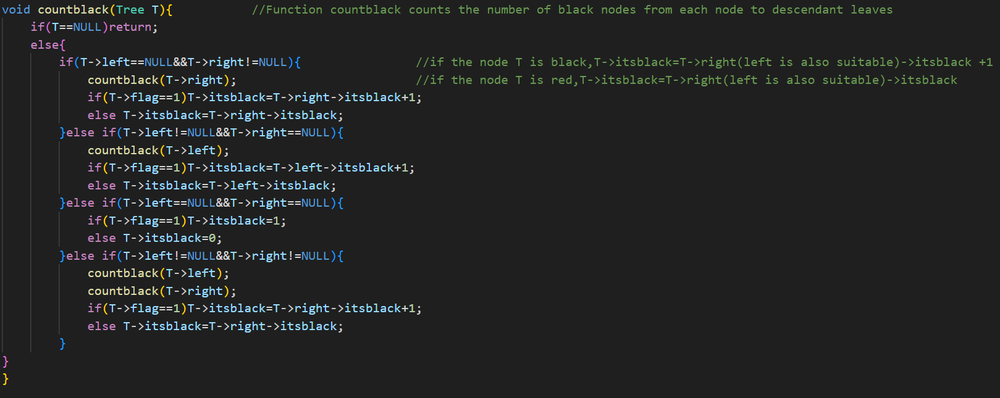 void countblack(Tree T){           //Function countblack counts the number of black nodes from each node to descendant leaves
    if(T==NULL)return;
    else{
        if(T->left==NULL&&T->right!=NULL){                //if the node T is black,T->itsblack=T->right(left is also suitable)->itsblack +1
            countblack(T->right);                         //if the node T is red,T->itsblack=T->right(left is also suitable)->itsblack
            if(T->flag==1)T->itsblack=T->right->itsblack+1;
            else T->itsblack=T->right->itsblack;
        }else if(T->left!=NULL&&T->right==NULL){
            countblack(T->left);
            if(T->flag==1)T->itsblack=T->left->itsblack+1;
            else T->itsblack=T->left->itsblack;
        }else if(T->left==NULL&&T->right==NULL){
            if(T->flag==1)T->itsblack=1;
            else T->itsblack=0;
        }else if(T->left!=NULL&&T->right!=NULL){
            countblack(T->left);
            countblack(T->right);
            if(T->flag==1)T->itsblack=T->right->itsblack+1;
            else T->itsblack=T->right->itsblack;
        }
}
}